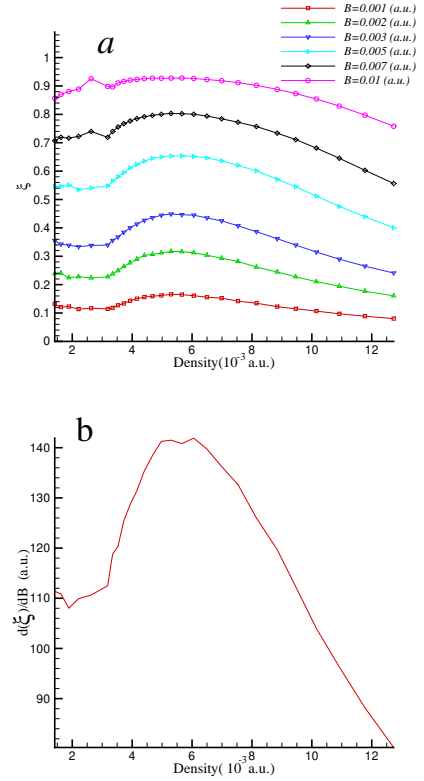 B=0.001 (a.u.)
B=0.002 (a.u.)
B=0.003 (a.u.)
B=0.005 (a.u.)
B=0.007 (a.u.)
B=0.01 (a.u.)
a
1
0.9
0.8
0.7
0.6
0.5
0.4
0.3
0.2
0.1
0
ξ
2 4 6 8 10 12
Density(10⁻³ a.u.)
b
140
130
120
110
100
90
d(ξ)/dB (a.u.)
2 4 6 8 10 12
Density( 10⁻³ a.u.)